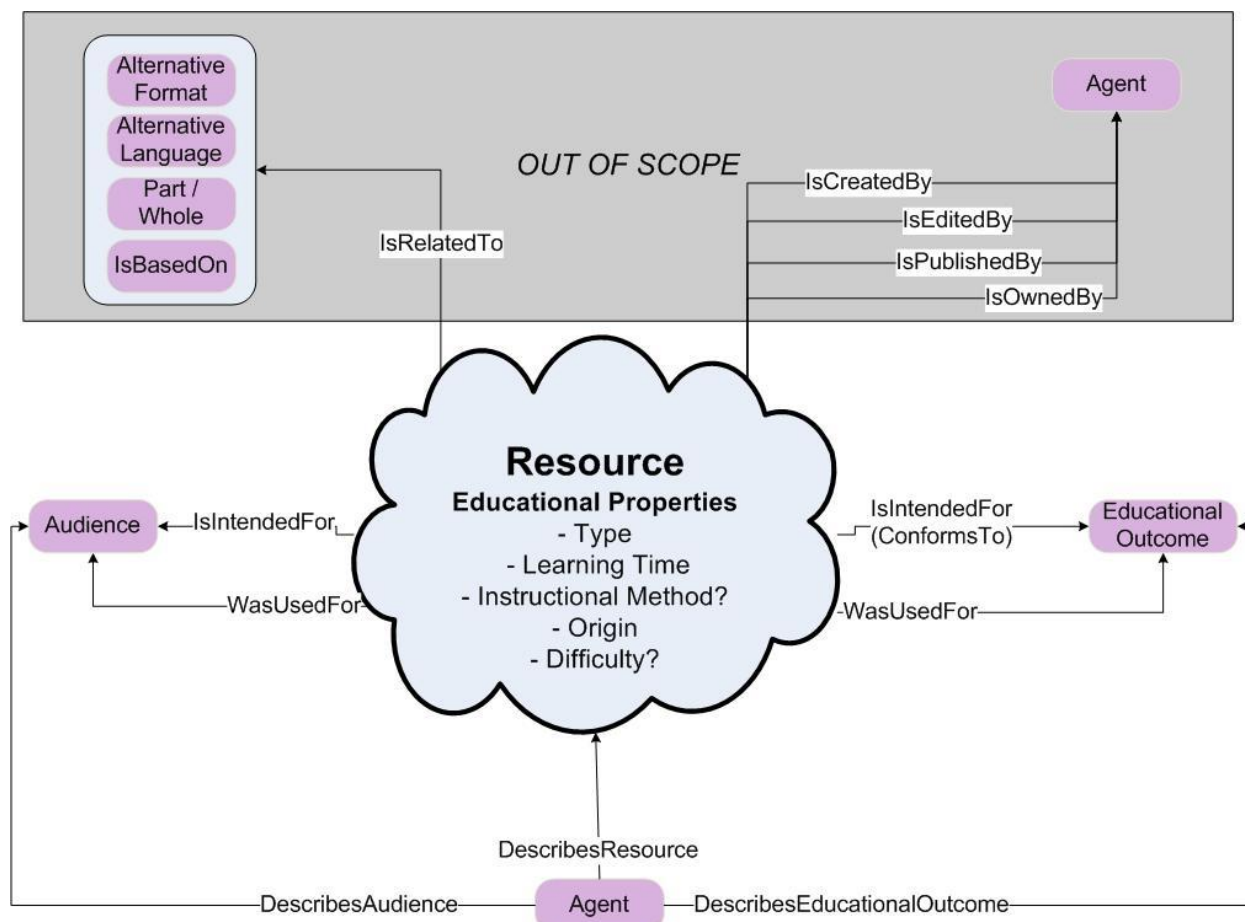 Alternative
Format
Alternative
Language
Part /
Whole
IsBasedOn
OUT OF SCOPE
Agent
IsCreatedBy
IsEditedBy
IsPublishedBy
IsOwnedBy
IsRelatedTo
Resource
Educational Properties
- Type
- Learning Time
- Instructional Method?
- Origin
- Difficulty?
Audience
IsIntendedFor
WasUsedFor
IsIntendedFor
(ConformsTo)
Educational
Outcome
WasUsedFor
DescribesResource
DescribesAudience
Agent
DescribesEducationalOutcome